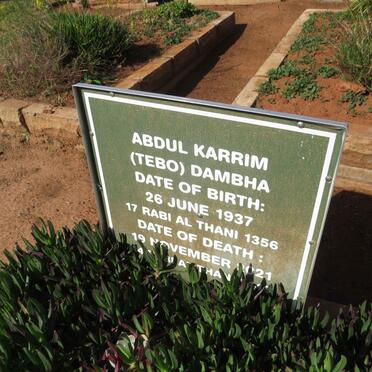 ABDUL KARRIM
(TEBO) DAMBHA
DATE OF BIRTH:
26 JUNE 1937
17 RABI AL THANI 1356
DATE OF DEATH :
NOVEMBER